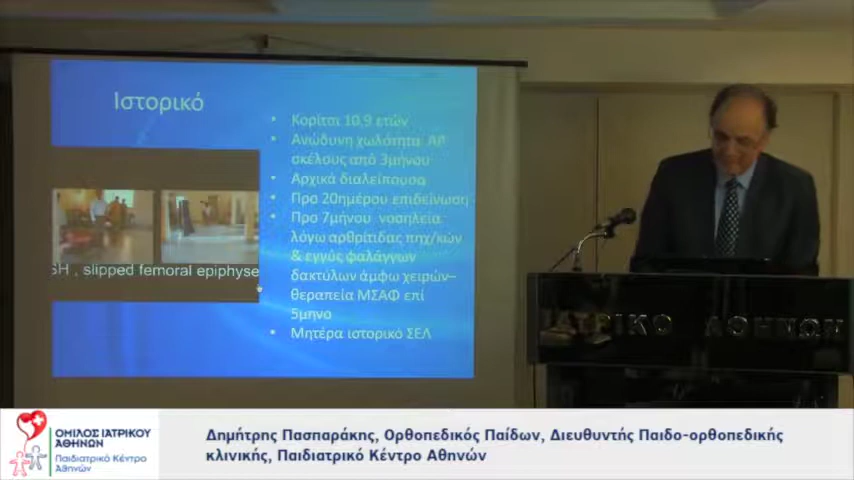 Ιστορικό
• Κορίτσι 10,9 ετών
• Ανώδυνη χωλότητα ΑΡ
σκέλους από 3μήνου
• Αρχικά διαλείπουσα
• Προ 20ημέρου επιδείνωση
• Προ 7μήνου νοσηλεία
λόγω αρθρίτιδας πηχ/κών
& εγγύς φαλάγγων
δακτύλων άμφω χειρών–
θεραπεία ΜΣΑΦ επί
5μηνο
• Μητέρα ιστορικό ΣΕΛ
SH , slipped femoral epiphyse
ΙΑΤΡΙΚΟ ΑΘΗΝΩΝ
ΟΜΙΛΟΣ ΙΑΤΡΙΚΟΥ
ΑΘΗΝΩΝ
Παιδιατρικό Κέντρο
Αθηνών
Δημήτρης Πασπαράκης, Ορθοπεδικός Παίδων, Διευθυντής Παιδο-ορθοπεδικής
κλινικής, Παιδιατρικό Κέντρο Αθηνών